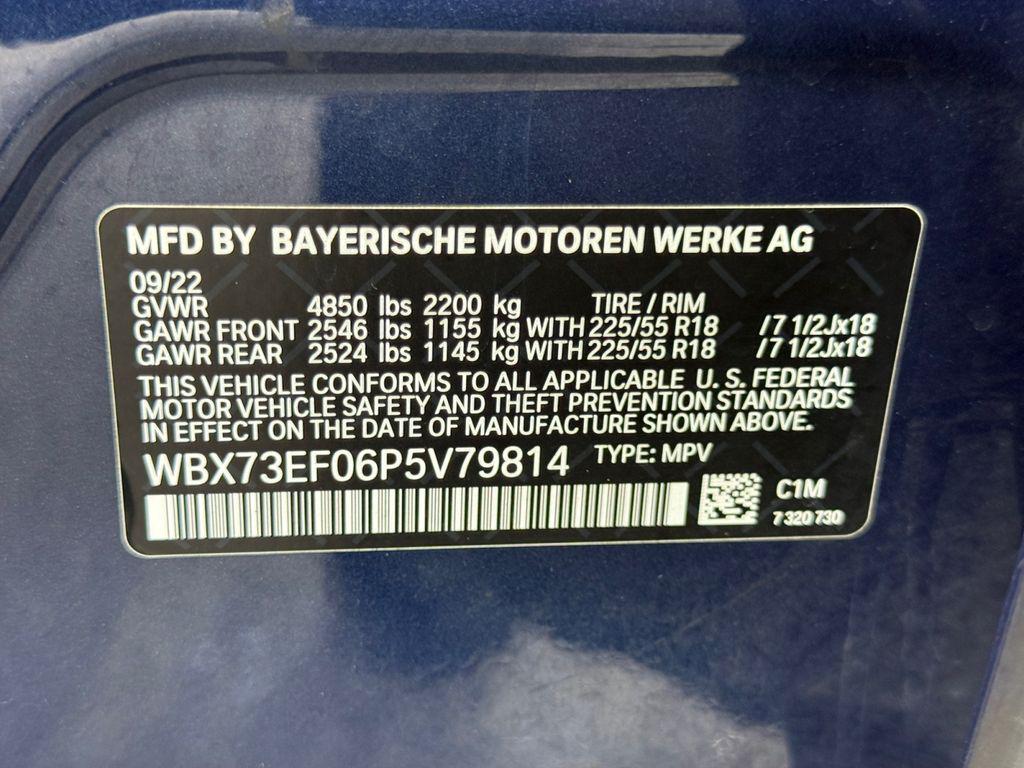 MFD BY BAYERISCHE MOTOREN WERKE AG
09/22
GVWR 4850 lbs 2200 kg TIRE / RIM
GAWR FRONT 2546 lbs 1155 kg WITH 225/55 R18 /7 1/2Jx18
GAWR REAR 2524 lbs 1145 kg WITH 225/55 R18 /7 1/2Jx18
THIS VEHICLE CONFORMS TO ALL APPLICABLE U. S. FEDERAL
MOTOR VEHICLE SAFETY AND THEFT PREVENTION STANDARDS
IN EFFECT ON THE DATE OF MANUFACTURE SHOWN ABOVE.
WBX73EF06P5V79814 TYPE: MPV
C1M
7 320 730